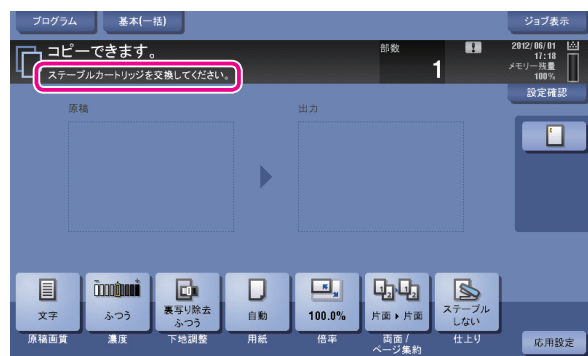 プログラム
基本(一括)
ジョブ表示
コピーできます。
ステープルカートリッジを交換してください。
部数
1
2012/06/01
17:18
メモリー残量
100%
設定確認
原稿
出力
文字
ふつう
裏写り除去
ふつう
自動
100.0%
片面 ▶ 片面
ステープル
しない
原稿画質
濃度
下地調整
用紙
倍率
両面 /
ページ集約
仕上り
応用設定